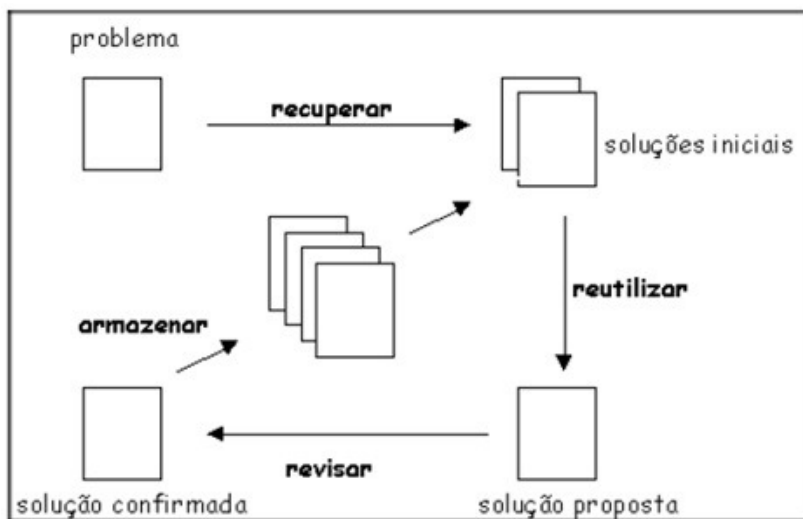 problema
recuperar
soluções iniciais
reutilizar
armazenar
revisar
solução confirmada
solução proposta